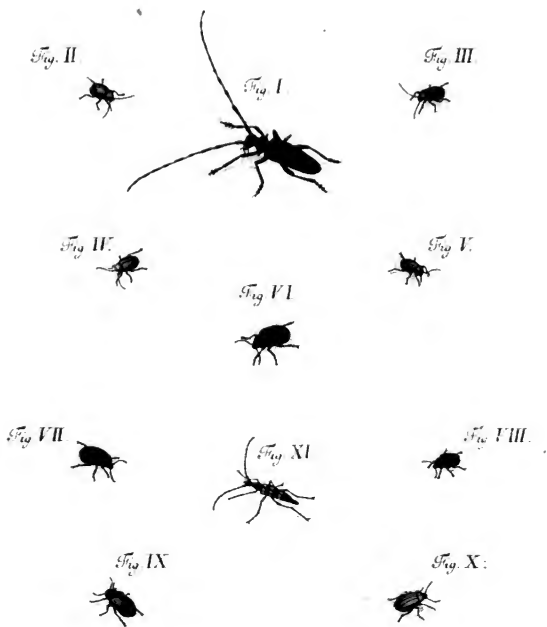 Fig. II.
Fig. I.
Fig. III.
Fig. IV.
Fig. V.
Fig. VI.
Fig. VII.
Fig. XI.
Fig. VIII.
Fig. IX
Fig. X.